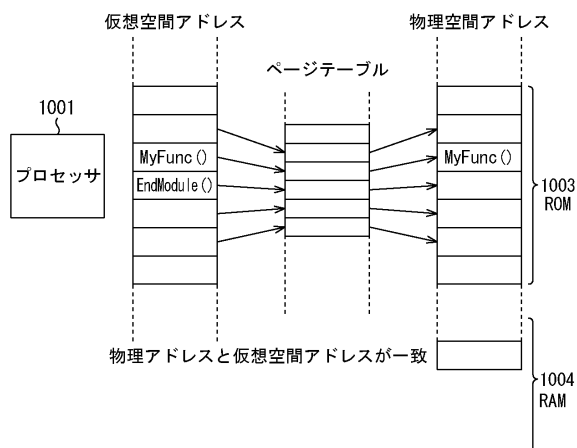 仮想空間アドレス
物理空間アドレス
ページテーブル
1001
プロセッサ
MyFunc()
EndModule()
MyFunc()
1003
ROM
物理アドレスと仮想空間アドレスが一致
1004
RAM